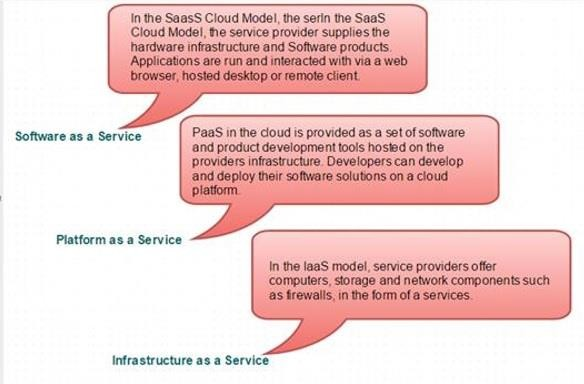 In the SaasS Cloud Model, the serIn the SaaS
Cloud Model, the service provider supplies the
hardware infrastructure and Software products.
Applications are run and interacted with via a web
browser, hosted desktop or remote client.
Software as a Service
PaaS in the cloud is provided as a set of software
and product development tools hosted on the
providers infrastructure. Developers can develop
and deploy their software solutions on a cloud
platform.
Platform as a Service
In the IaaS model, service providers offer
computers, storage and network components such
as firewalls, in the form of a services.
Infrastructure as a Service